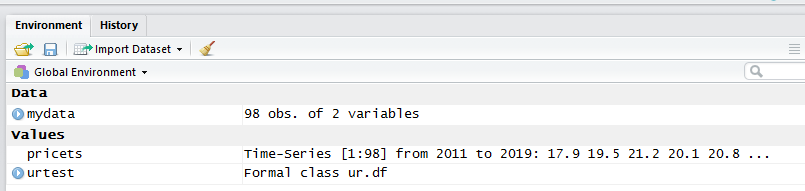 Environment History
Import Dataset
Global Environment
Data
mydata 98 obs. of 2 variables
Values
pricets Time-Series [1:98] from 2011 to 2019: 17.9 19.5 21.2 20.1 20.8 ...
urtest Formal class ur.df